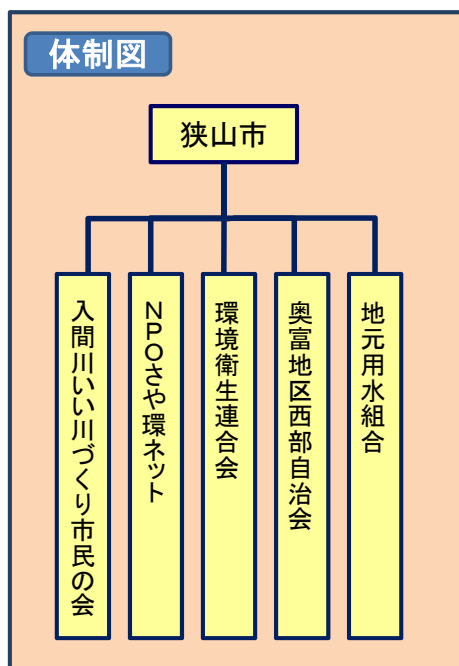 体制図
狭山市
入間川いい川づくり市民の会
NPOさや環ネット
環境衛生連合会
奥富地区西部自治会
地元用水組合